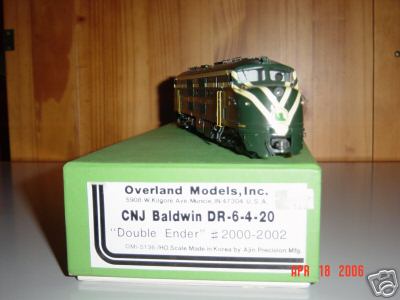 Overland Models, Inc.
5908 W. Kilgore Ave. Muncie, IN 47304 U.S.A.
CNJ Baldwin DR-6-4-20
"Double Ender" #2000-2002
OMI-5136 /HO Scale Made in Korea by Ajin Precision Mfg.
APR 18 2006